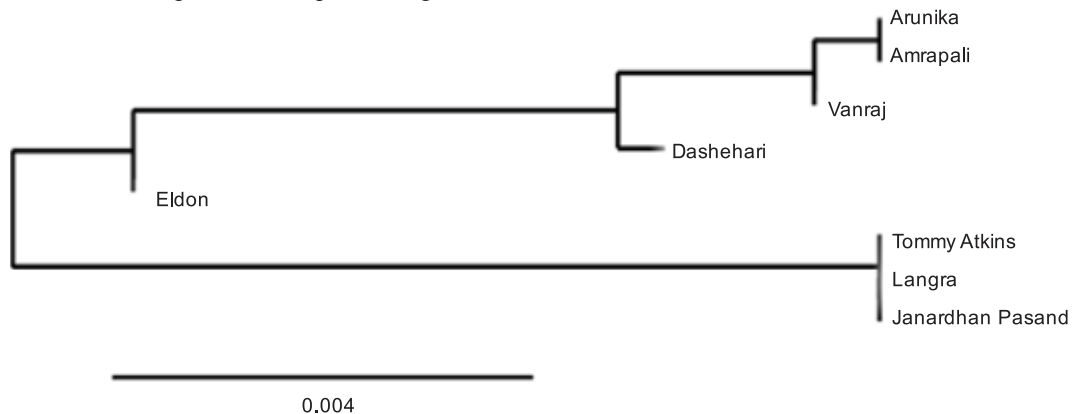 Arunika
Amrapali
Vanraj
Dashehari
Eldon
Tommy Atkins
Langra
Janardhan Pasand
0.004